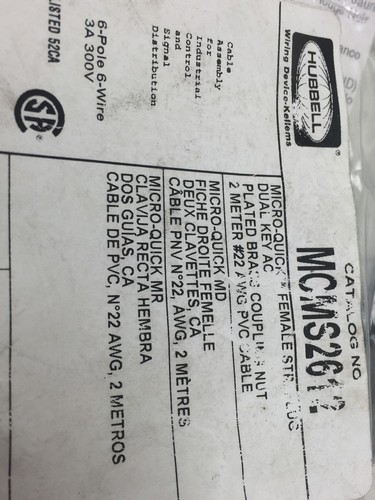 HUBBELL
®
Wiring Device-Kellems
Cable
Assembly
for
Industrial
Control
and
Signal
Distribution
6-Pole 6-Wire
3A 300V
LISTED 52CA
CATALOG NO
MICRO-QUICK FEMALE STR. PLUG
DUAL KEY AC
PLATED BRASS COUPLING NUT
2 METER #22 AWG PVC CABLE
MICRO-QUICK MD
FICHE DROITE FEMELLE
DEUX CLAVETTES, CA
CÂBLE PNV N°22, AWG, 2 MÈTRES
MICRO-QUICK MR
CLAVIJA RECTA HEMBRA
DOS GUIAS, CA
CABLE DE PVC, N°22 AWG, 2 METROS